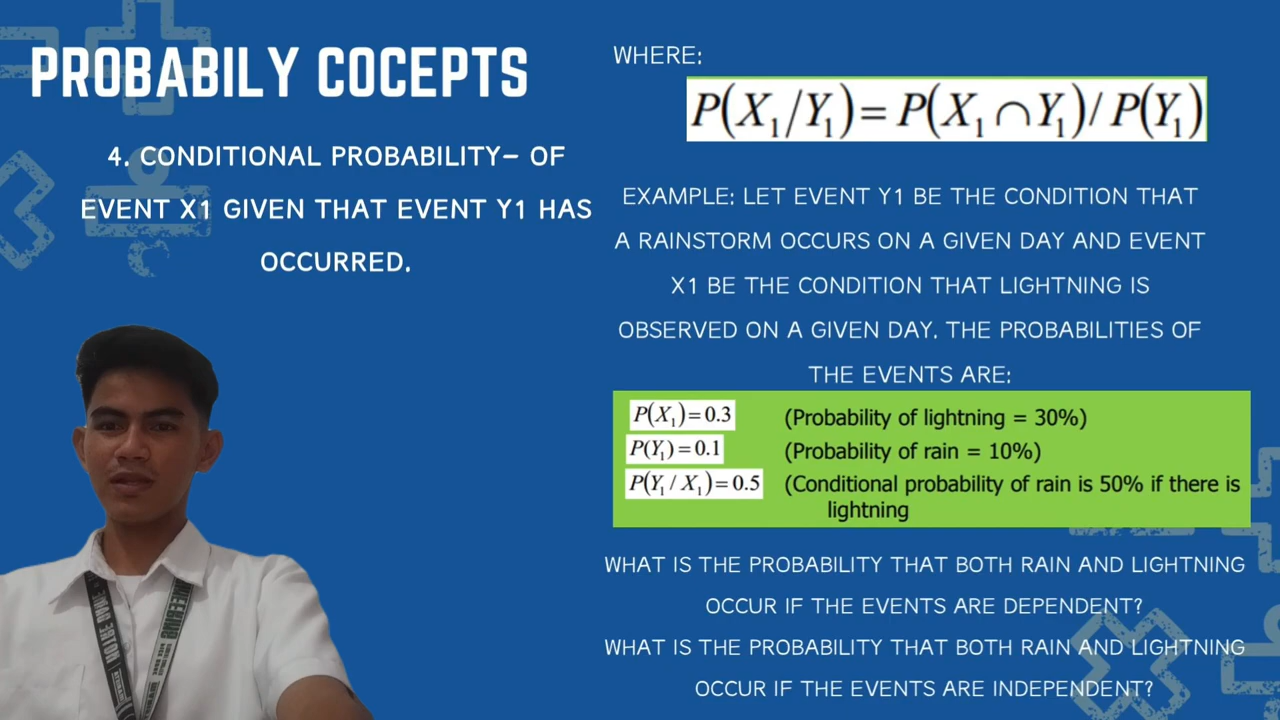 PROBABILY COCEPTS
4. CONDITIONAL PROBABILITY– OF
EVENT X1 GIVEN THAT EVENT Y1 HAS
OCCURRED.
WHERE:
P(X₁/Y₁)=P(X₁∩Y₁)/P(Y₁)
EXAMPLE: LET EVENT Y1 BE THE CONDITION THAT
A RAINSTORM OCCURS ON A GIVEN DAY AND EVENT
X1 BE THE CONDITION THAT LIGHTNING IS
OBSERVED ON A GIVEN DAY. THE PROBABILITIES OF
THE EVENTS ARE:
P(X₁)=0.3 (Probability of lightning = 30%)
P(Y₁)=0.1 (Probability of rain = 10%)
P(Y₁/X₁)=0.5 (Conditional probability of rain is 50% if there is
lightning
WHAT IS THE PROBABILITY THAT BOTH RAIN AND LIGHTNING
OCCUR IF THE EVENTS ARE DEPENDENT?
WHAT IS THE PROBABILITY THAT BOTH RAIN AND LIGHTNING
OCCUR IF THE EVENTS ARE INDEPENDENT?